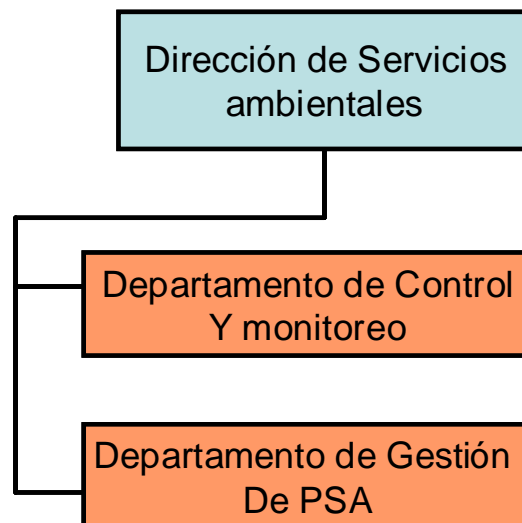 Dirección de Servicios
ambientales
Departamento de Control
Y monitoreo
Departamento de Gestión
De PSA